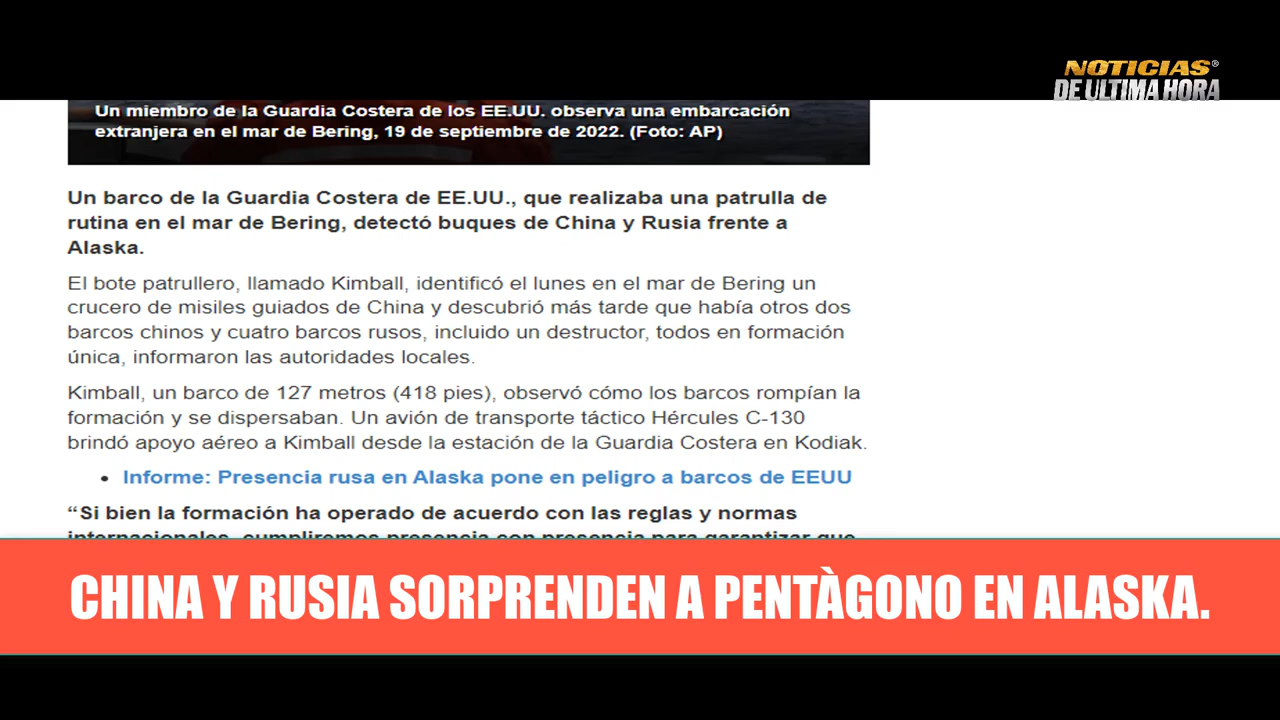 NOTICIAS®
DE ULTIMA HORA
Un miembro de la Guardia Costera de los EE.UU. observa una embarcación
extranjera en el mar de Bering, 19 de septiembre de 2022. (Foto: AP)
Un barco de la Guardia Costera de EE.UU., que realizaba una patrulla de
rutina en el mar de Bering, detectó buques de China y Rusia frente a
Alaska.
El bote patrullero, llamado Kimball, identificó el lunes en el mar de Bering un
crucero de misiles guiados de China y descubrió más tarde que había otros dos
barcos chinos y cuatro barcos rusos, incluido un destructor, todos en formación
única, informaron las autoridades locales.
Kimball, un barco de 127 metros (418 pies), observó cómo los barcos rompían la
formación y se dispersaban. Un avión de transporte táctico Hércules C-130
brindó apoyo aéreo a Kimball desde la estación de la Guardia Costera en Kodiak.
• Informe: Presencia rusa en Alaska pone en peligro a barcos de EEUU
“Si bien la formación ha operado de acuerdo con las reglas y normas
internacionales, cumpliremos presencia con presencia para garantizar que
CHINA Y RUSIA SORPRENDEN A PENTÀGONO EN ALASKA.